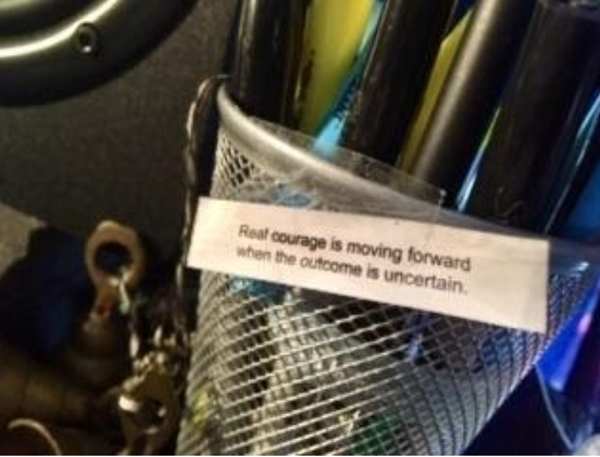 Real courage is moving forward
when the outcome is uncertain.